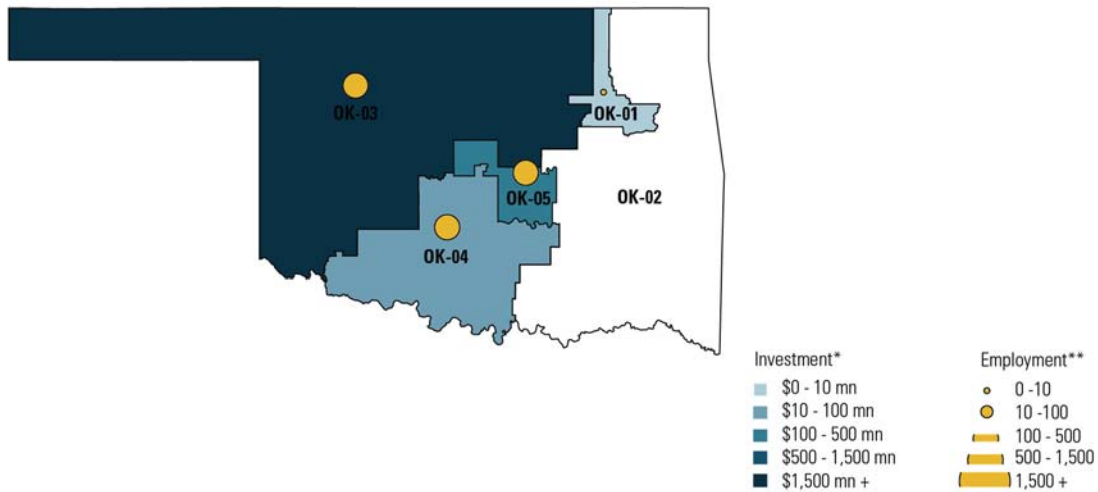 OK-03
OK-01
OK-05
OK-02
OK-04
Investment*
$0 - 10 mn
$10 - 100 mn
$100 - 500 mn
$500 - 1,500 mn
$1,500 mn +
Employment**
0 -10
10 -100
100 - 500
500 - 1,500
1,500 +